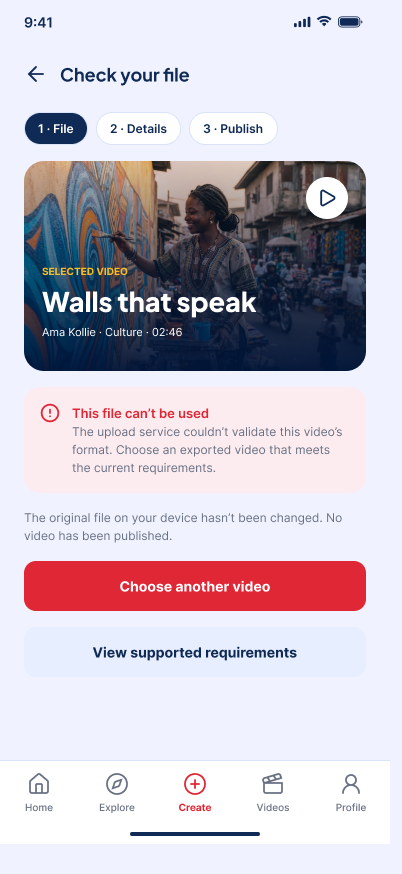 9:41
Check your file
1 · File
2 · Details
3 · Publish
SELECTED VIDEO
Walls that speak
Ama Kollie · Culture · 02:46
This file can’t be used
The upload service couldn’t validate this video’s
format. Choose an exported video that meets
the current requirements.
The original file on your device hasn’t been changed. No
video has been published.
Choose another video
View supported requirements
Home
Explore
Create
Videos
Profile